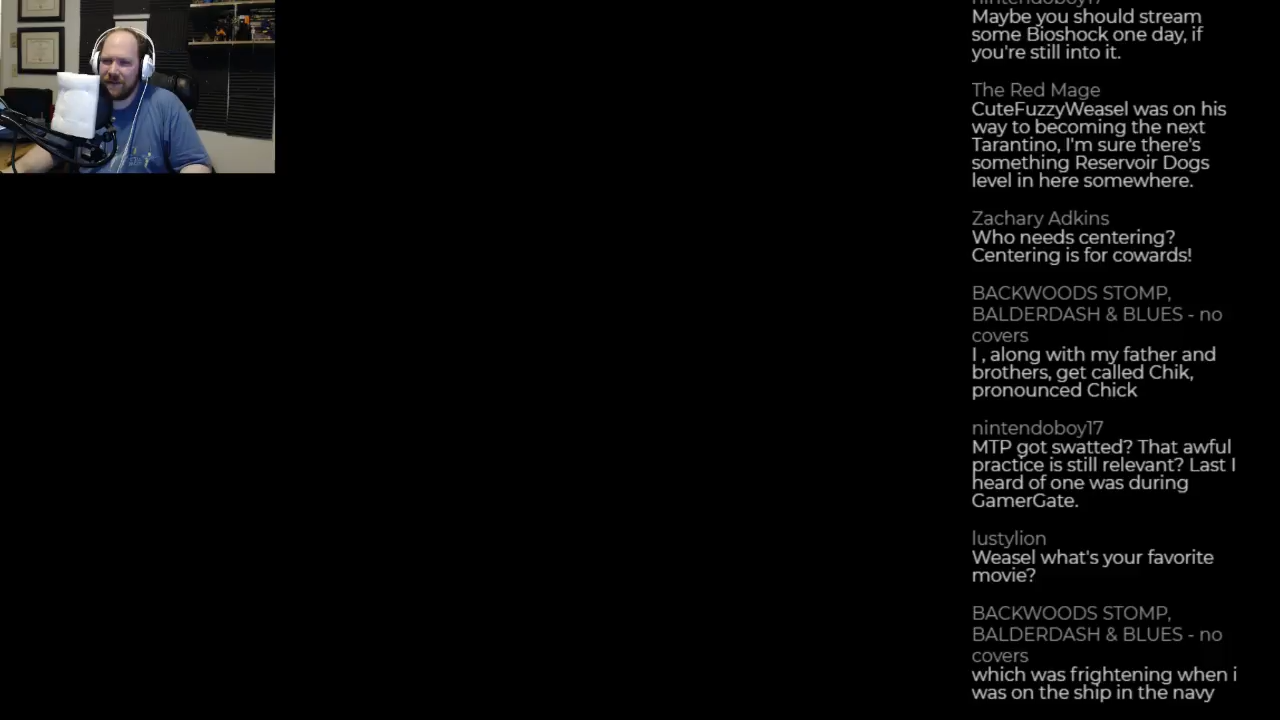 nintendoboy17
Maybe you should stream
some Bioshock one day, if
you're still into it.
The Red Mage
CuteFuzzyWeasel was on his
way to becoming the next
Tarantino, I'm sure there's
something Reservoir Dogs
level in here somewhere.
Zachary Adkins
Who needs centering?
Centering is for cowards!
BACKWOODS STOMP,
BALDERDASH & BLUES - no
covers
I , along with my father and
brothers, get called Chik,
pronounced Chick
nintendoboy17
MTP got swatted? That awful
practice is still relevant? Last I
heard of one was during
GamerGate.
lustylion
Weasel what's your favorite
movie?
BACKWOODS STOMP,
BALDERDASH & BLUES - no
covers
which was frightening when i
was on the ship in the navy